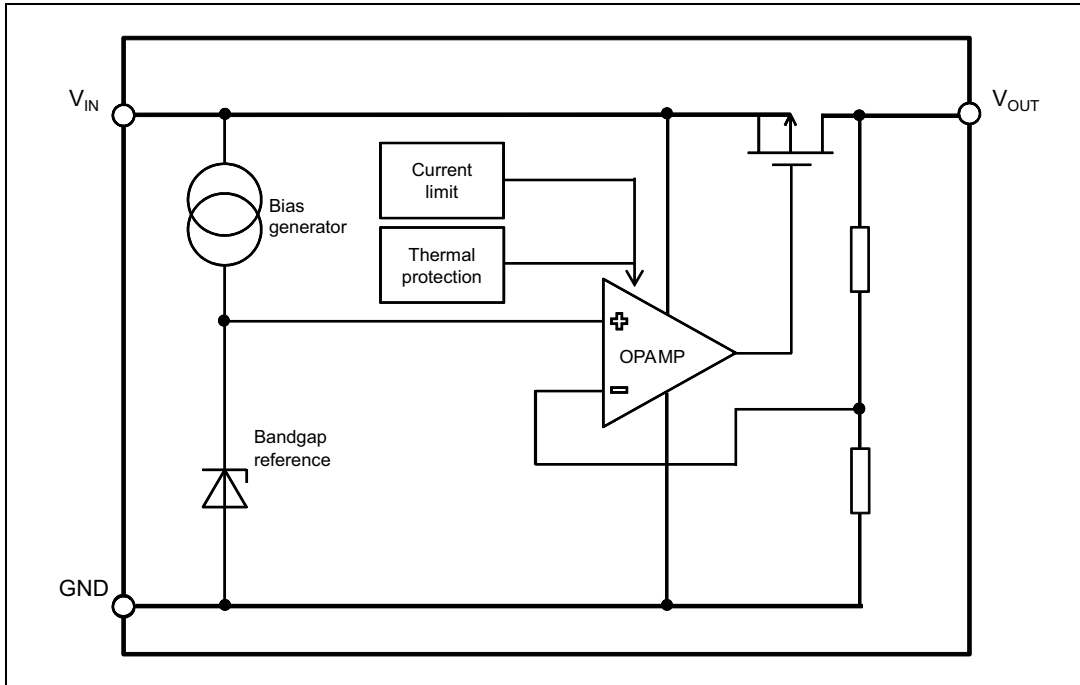 V_IN
V_OUT
Current
limit
Bias
generator
Thermal
protection
+
OPAMP
-
Bandgap
reference
GND